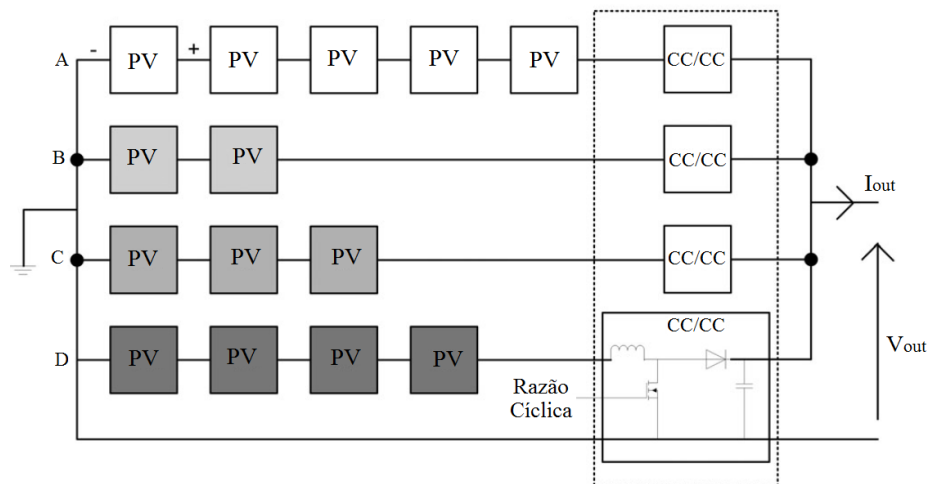 A - PV + PV PV PV PV CC/CC
B PV PV CC/CC
Iout
C PV PV PV CC/CC
CC/CC
D PV PV PV PV
Vout
Razão
Cíclica